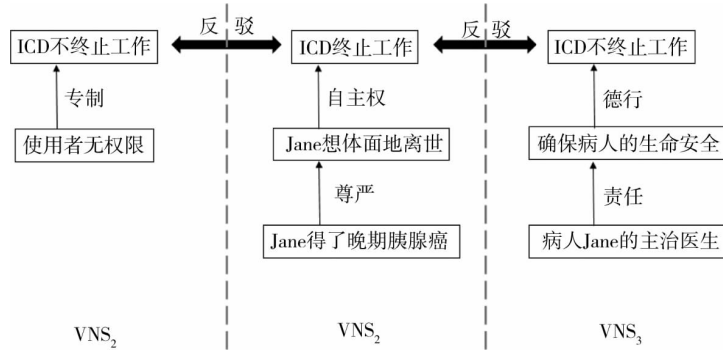 反 驳
反 驳
ICD不终止工作
ICD终止工作
ICD不终止工作
专制
自主权
德行
使用者无权限
Jane想体面地离世
确保病人的生命安全
尊严
责任
Jane得了晚期胰腺癌
病人Jane的主治医生
VNS₂
VNS₂
VNS₃